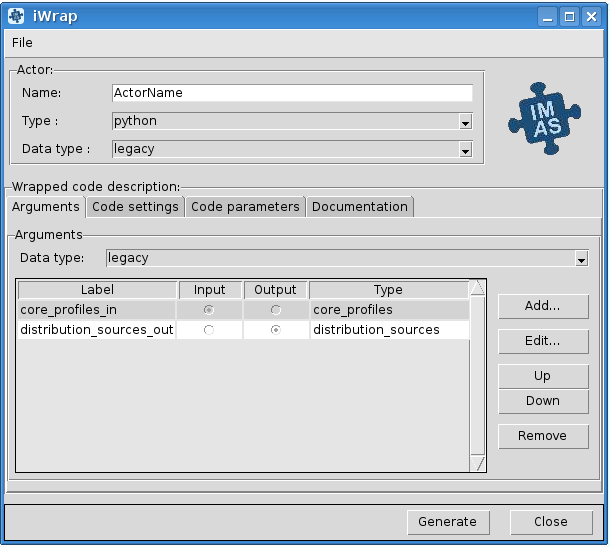 iWrap
File
Actor:
Name: ActorName
Type : python
Data type : legacy
IM
AS
Wrapped code description:
Arguments Code settings Code parameters Documentation
Arguments
Data type: legacy
Label Input Output Type
core_profiles_in core_profiles
distribution_sources_out distribution_sources
Add...
Edit...
Up
Down
Remove
Generate Close